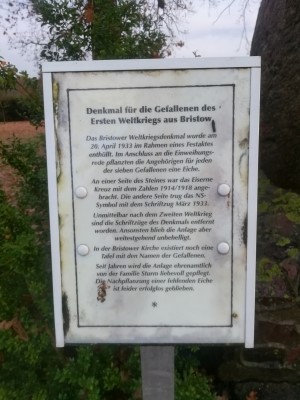 Denkmal für die Gefallenen des
Ersten Weltkriegs aus Bristow
Das Bristower Weltkriegsdenkmal wurde am
20. April 1933 im Rahmen eines Festaktes
enthüllt. Im Anschluss an die Einweihungs-
rede pflanzten die Angehörigen für jeden
der sieben Gefallenen eine Eiche.
An einer Seite des Steines war das Eiserne
Kreuz mit dem Zahlen 1914/1918 ange-
bracht. Die andere Seite trug das NS-
Symbol mit dem Schriftzug März 1933.
Unmittelbar nach dem Zweiten Weltkrieg
sind die Schriftzüge des Denkmals entfernt
worden. Ansonsten blieb die Anlage aber
weitestgehend unbehelligt.
In der Bristower Kirche existiert noch eine
Tafel mit den Namen der Gefallenen.
Seit Jahren wird die Anlage ehrenamtlich
von der Familie Sturm liebevoll gepflegt.
Die Nachpflanzung einer fehlenden Eiche
ist leider erfolglos geblieben.